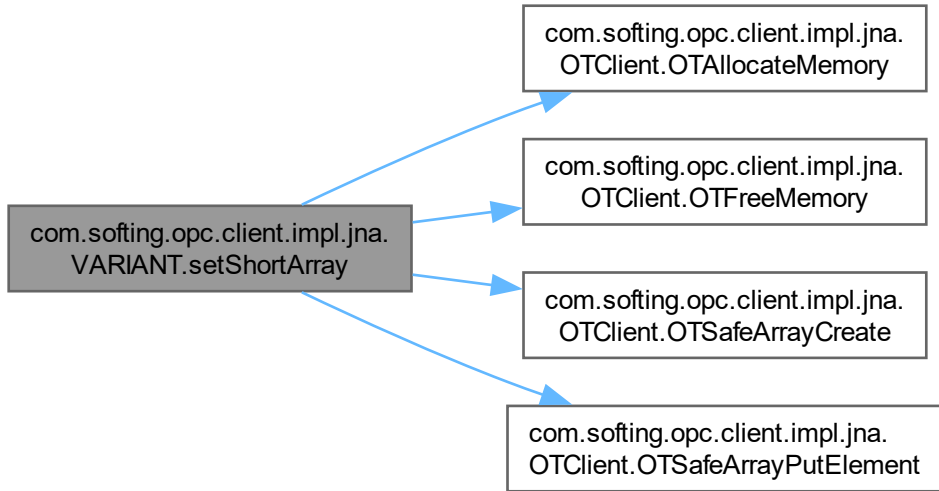 com.softing.opc.client.impl.jna.
OTClient.OTAllocateMemory
com.softing.opc.client.impl.jna.
OTClient.OTFreeMemory
com.softing.opc.client.impl.jna.
VARIANT.setShortArray
com.softing.opc.client.impl.jna.
OTClient.OTSafeArrayCreate
com.softing.opc.client.impl.jna.
OTClient.OTSafeArrayPutElement